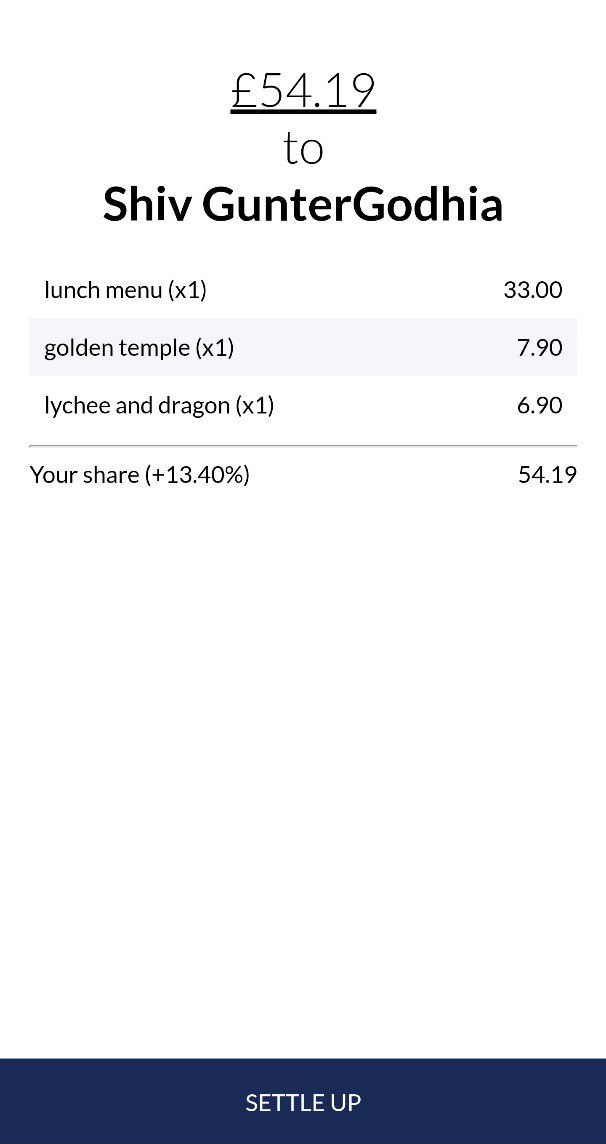 £54.19
to
Shiv GunterGodhia
lunch menu (x1) 33.00
golden temple (x1) 7.90
lychee and dragon (x1) 6.90
Your share (+13.40%) 54.19
SETTLE UP